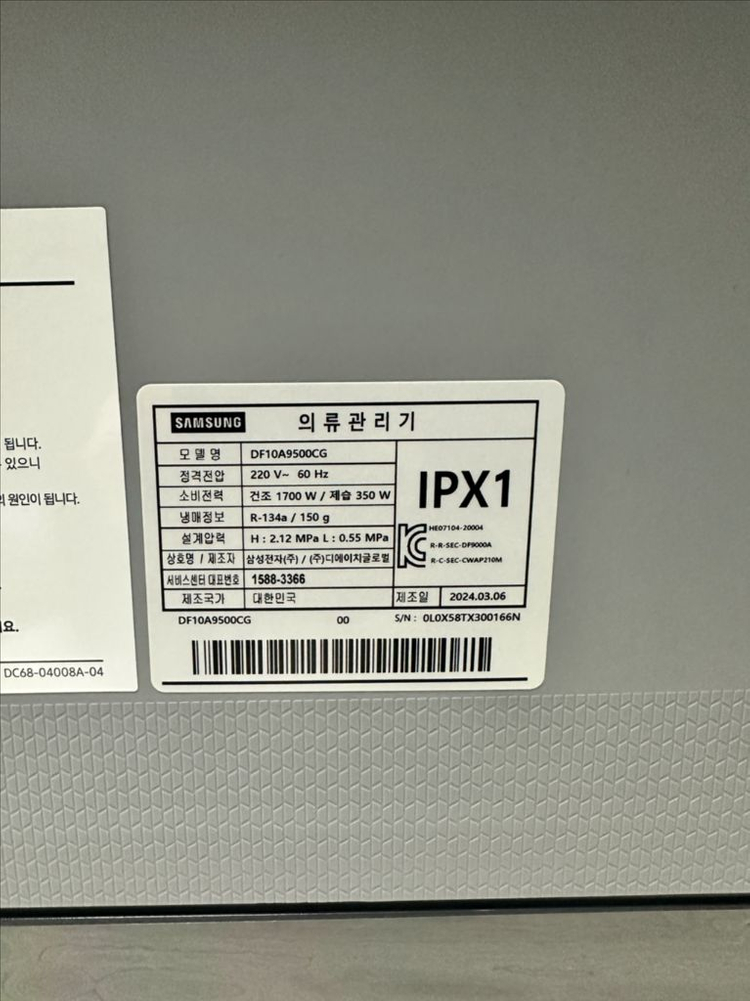 됩니다.
있으니
원인이 됩니다.
요.
DC68-04008A-04
SAMSUNG 의류관리기
모델명 DF10A9500CG
정격전압 220 V~ 60 Hz
소비전력 건조 1700 W / 제습 350 W
냉매정보 R-134a / 150 g
설계압력 H : 2.12 MPa L : 0.55 MPa
상호명 / 제조자 삼성전자(주) / (주)디에이치글로벌
서비스센터 대표번호 1588-3366
제조국가 대한민국
IPX1
HE07104-20004
R-R-SEC-DP9000A
R-C-SEC-CWAP210M
제조일 2024.03.06
DF10A9500CG 00 S/N : 0L0X58TX300166N